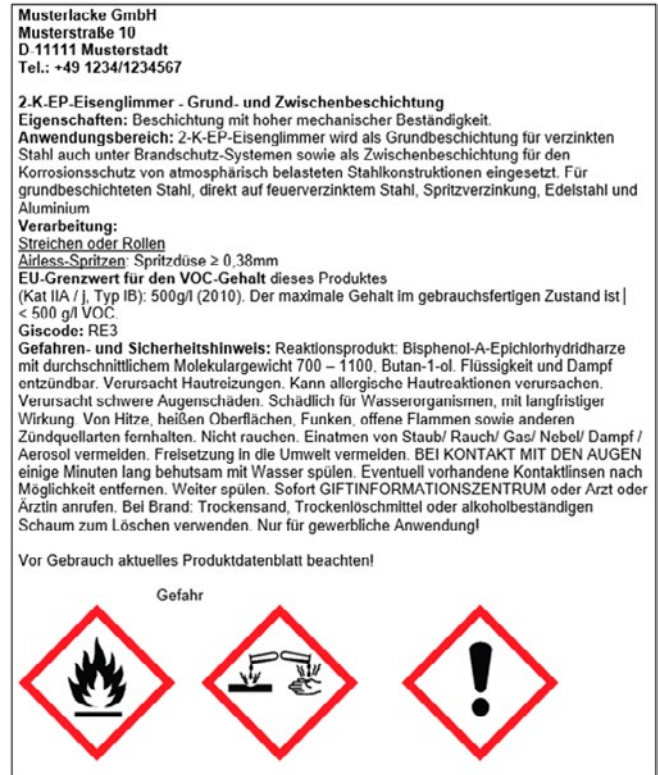 Musterlacke GmbH
Musterstraße 10
D-11111 Musterstadt
Tel.: +49 1234/1234567
2-K-EP-Eisenglimmer - Grund- und Zwischenbeschichtung
Eigenschaften: Beschichtung mit hoher mechanischer Beständigkeit.
Anwendungsbereich: 2-K-EP-Eisenglimmer wird als Grundbeschichtung für verzinkten
Stahl auch unter Brandschutz-Systemen sowie als Zwischenbeschichtung für den
Korrosionsschutz von atmosphärisch belasteten Stahlkonstruktionen eingesetzt. Für
grundbeschichteten Stahl, direkt auf feuerverzinktem Stahl, Spritzverzinkung, Edelstahl und
Aluminium
Verarbeitung:
Streichen oder Rollen
Airless-Spritzen: Spritzdüse ≥ 0,38mm
EU-Grenzwert für den VOC-Gehalt dieses Produktes
(Kat IIA / j, Typ IB): 500g/l (2010). Der maximale Gehalt im gebrauchsfertigen Zustand ist
< 500 g/l VOC.
Giscode: RE3
Gefahren- und Sicherheitshinweise: Reaktionsprodukt: Bisphenol-A-Epichlorhydridharze
mit durchschnittlichem Molekulargewicht 700 – 1100, Butan-1-ol. Flüssigkeit und Dampf
entzündbar. Verursacht Hautreizungen. Kann allergische Hautreaktionen verursachen.
Verursacht schwere Augenschäden. Schädlich für Wasserorganismen, mit langfristiger
Wirkung. Von Hitze, heißen Oberflächen, Funken, offene Flammen sowie anderen
Zündquellarten fernhalten. Nicht rauchen. Einatmen von Staub/ Rauch/ Gas/ Nebel/ Dampf /
Aerosol vermeiden. Freisetzung in die Umwelt vermeiden. BEI KONTAKT MIT DEN AUGEN
einige Minuten lang behutsam mit Wasser spülen. Eventuell vorhandene Kontaktlinsen nach
Möglichkeit entfernen. Weiter spülen. Sofort GIFTINFORMATIONSZENTRUM oder Arzt oder
Ärztin anrufen. Bei Brand: Trockensand, Trockenlöschmittel oder alkoholbeständigen
Schaum zum Löschen verwenden. Nur für gewerbliche Anwendung!
Vor Gebrauch aktuelles Produktdatenblatt beachten!
Gefahr